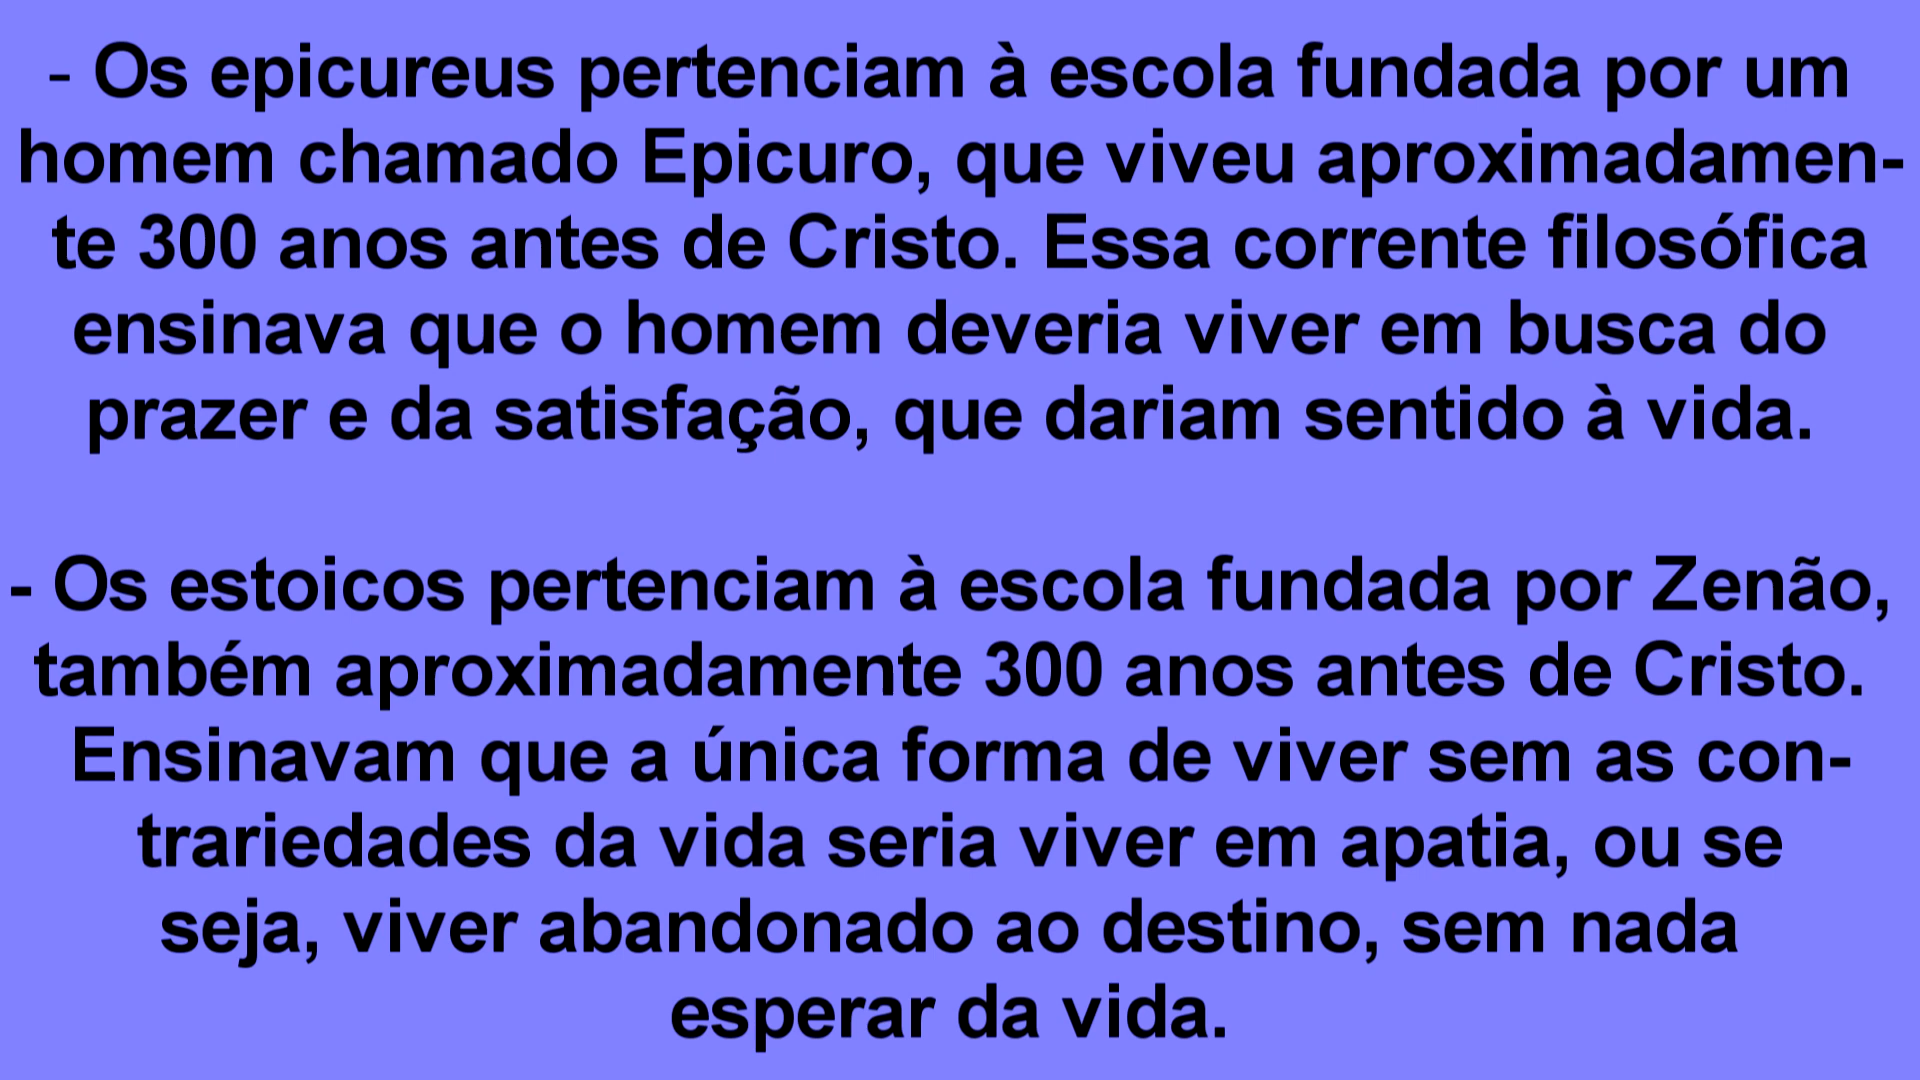 - Os epicureus pertenciam à escola fundada por um
homem chamado Epicuro, que viveu aproximadamen-
te 300 anos antes de Cristo. Essa corrente filosófica
ensinava que o homem deveria viver em busca do
prazer e da satisfação, que dariam sentido à vida.
- Os estoicos pertenciam à escola fundada por Zenão,
também aproximadamente 300 anos antes de Cristo.
Ensinavam que a única forma de viver sem as con-
trariedades da vida seria viver em apatia, ou se
seja, viver abandonado ao destino, sem nada
esperar da vida.